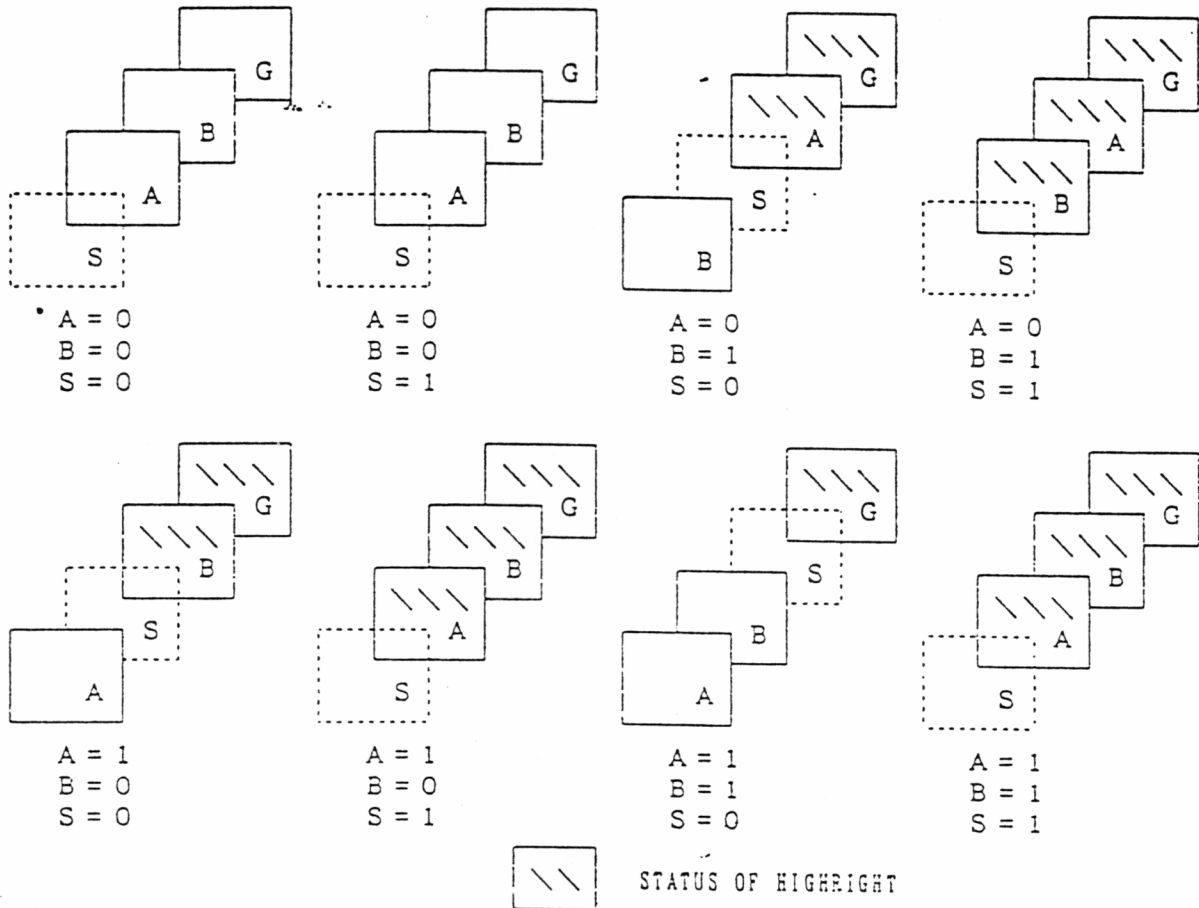 G
B
A
S
A = 0
B = 0
S = 0
G
B
A
S
A = 0
B = 0
S = 1
G
A
S
B
A = 0
B = 1
S = 0
G
A
B
S
A = 0
B = 1
S = 1
G
B
S
A
A = 1
B = 0
S = 0
G
B
A
S
A = 1
B = 0
S = 1
G
S
B
A
A = 1
B = 1
S = 0
G
B
A
S
A = 1
B = 1
S = 1
STATUS OF HIGHRIGHT